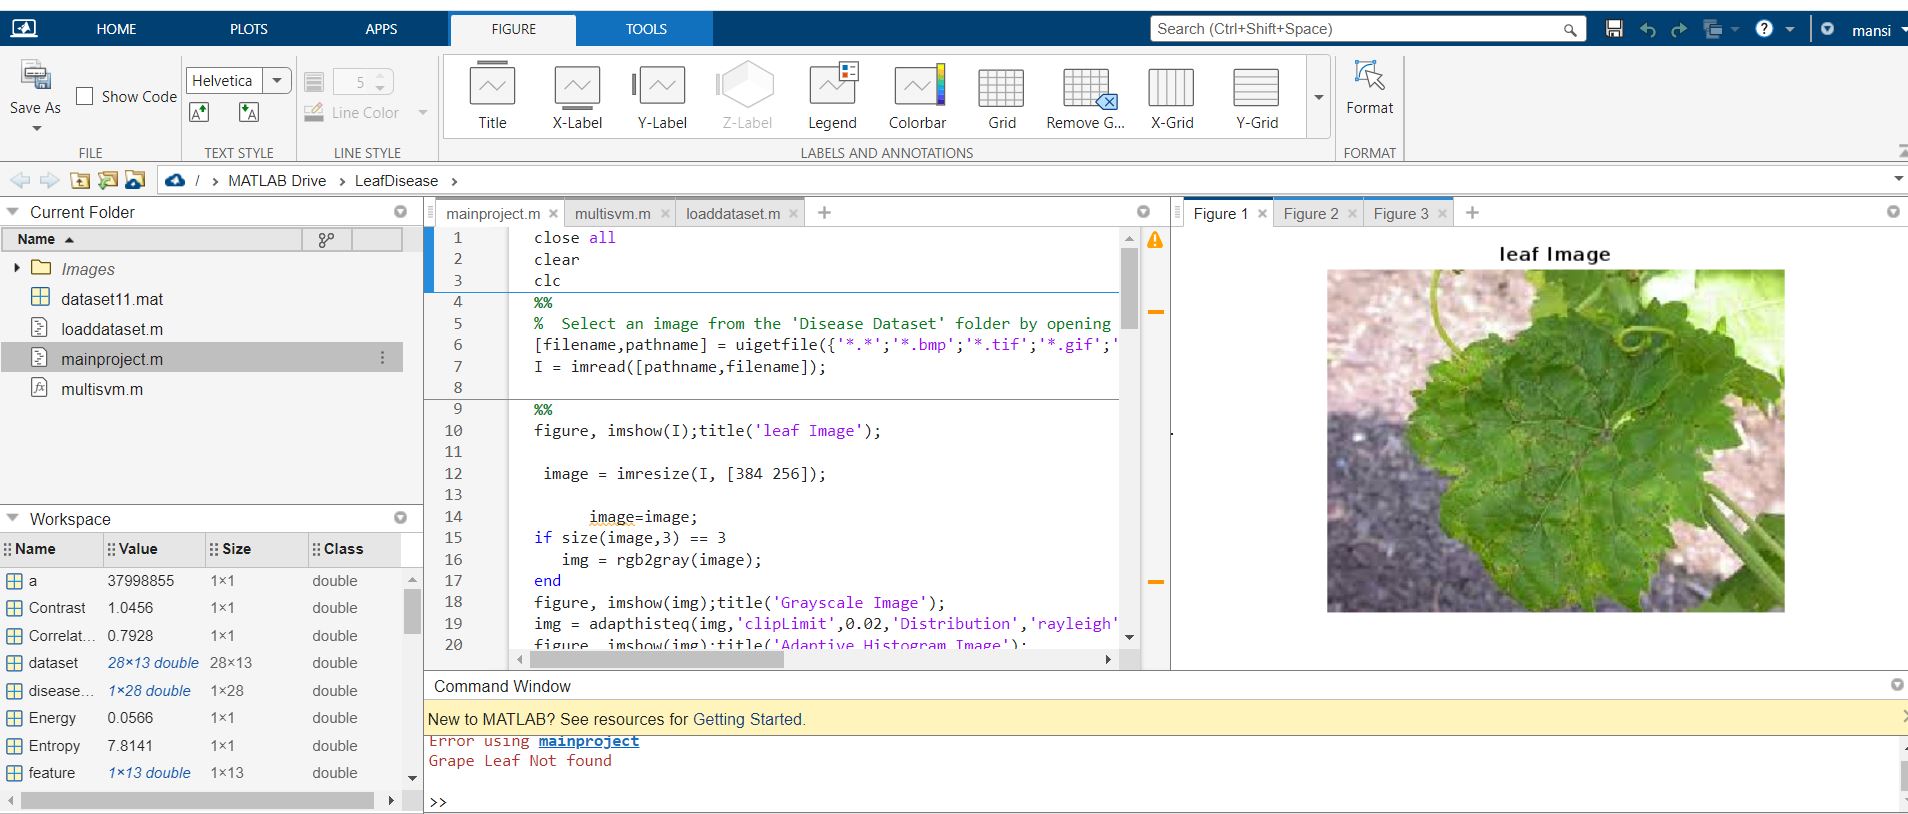 HOME PLOTS APPS FIGURE TOOLS Search (Ctrl+Shift+Space) mansi
Save As Show Code
FILE
Helvetica
TEXT STYLE
5
Line Color
LINE STYLE
Title X-Label Y-Label Z-Label Legend Colorbar Grid Remove G... X-Grid Y-Grid
LABELS AND ANNOTATIONS
Format
FORMAT
/ > MATLAB Drive > LeafDisease >
Current Folder
Name
Images
dataset11.mat
loaddataset.m
mainproject.m
multisvm.m
Workspace
Name Value Size Class
a 37998855 1×1 double
Contrast 1.0456 1×1 double
Correlat... 0.7928 1×1 double
dataset 28×13 double 28×13 double
disease... 1×28 double 1×28 double
Energy 0.0566 1×1 double
Entropy 7.8141 1×1 double
feature 1×13 double 1×13 double
mainproject.m multisvm.m loaddataset.m
1 close all
2 clear
3 clc
4 %%
5 % Select an image from the 'Disease Dataset' folder by opening
6 [filename,pathname] = uigetfile({'*.*';'*.bmp';'*.tif';'*.gif';'
7 I = imread([pathname,filename]);
8
9 %%
10 figure, imshow(I);title('leaf Image');
11
12 image = imresize(I, [384 256]);
13
14 image=image;
15 if size(image,3) == 3
16 img = rgb2gray(image);
17 end
18 figure, imshow(img);title('Grayscale Image');
19 img = adapthisteq(img,'clipLimit',0.02,'Distribution','rayleigh'
20 figure, imshow(img);title('Adaptive Histogram Image');
Figure 1 Figure 2 Figure 3
leaf Image
Command Window
New to MATLAB? See resources for Getting Started.
Error using mainproject
Grape Leaf Not found
>>